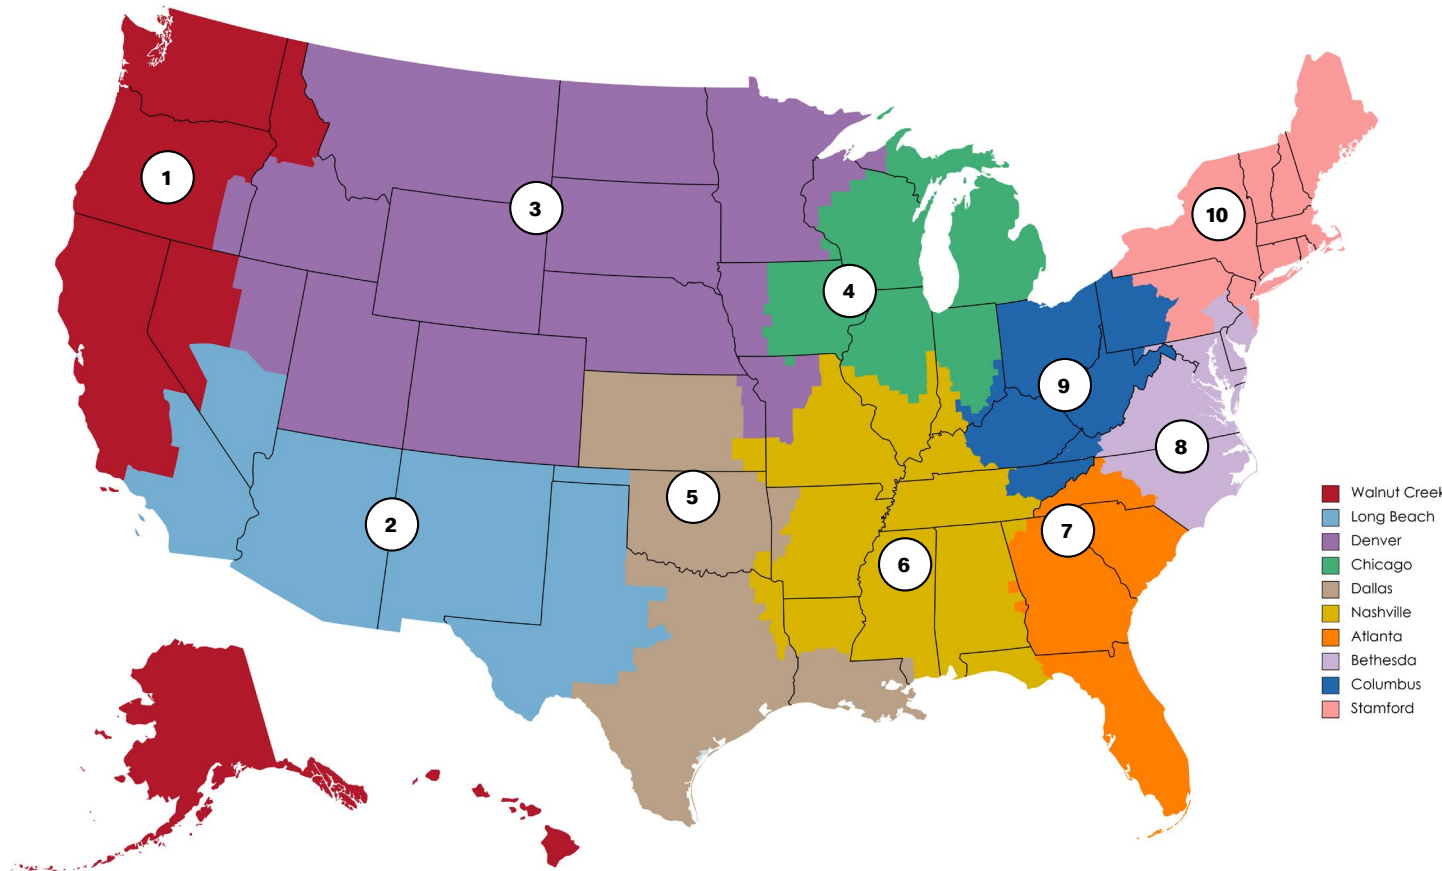 1
3
10
4
9
8
2
5
7
6
Walnut Creek
Long Beach
Denver
Chicago
Dallas
Nashville
Atlanta
Bethesda
Columbus
Stamford